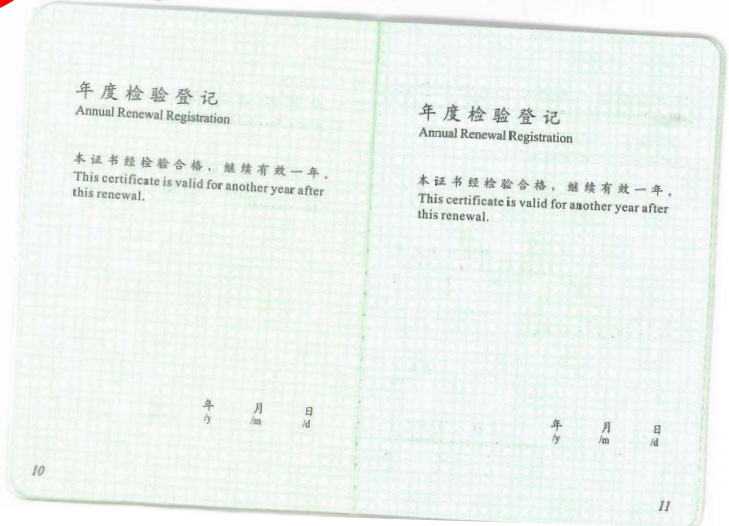 年度检验登记
Annual Renewal Registration
本证书经检验合格，继续有效一年。
This certificate is valid for another year after
this renewal.
年 月 日
/y /m /d
10
年度检验登记
Annual Renewal Registration
本证书经检验合格，继续有效一年。
This certificate is valid for another year after
this renewal.
年 月 日
/y /m /d
11